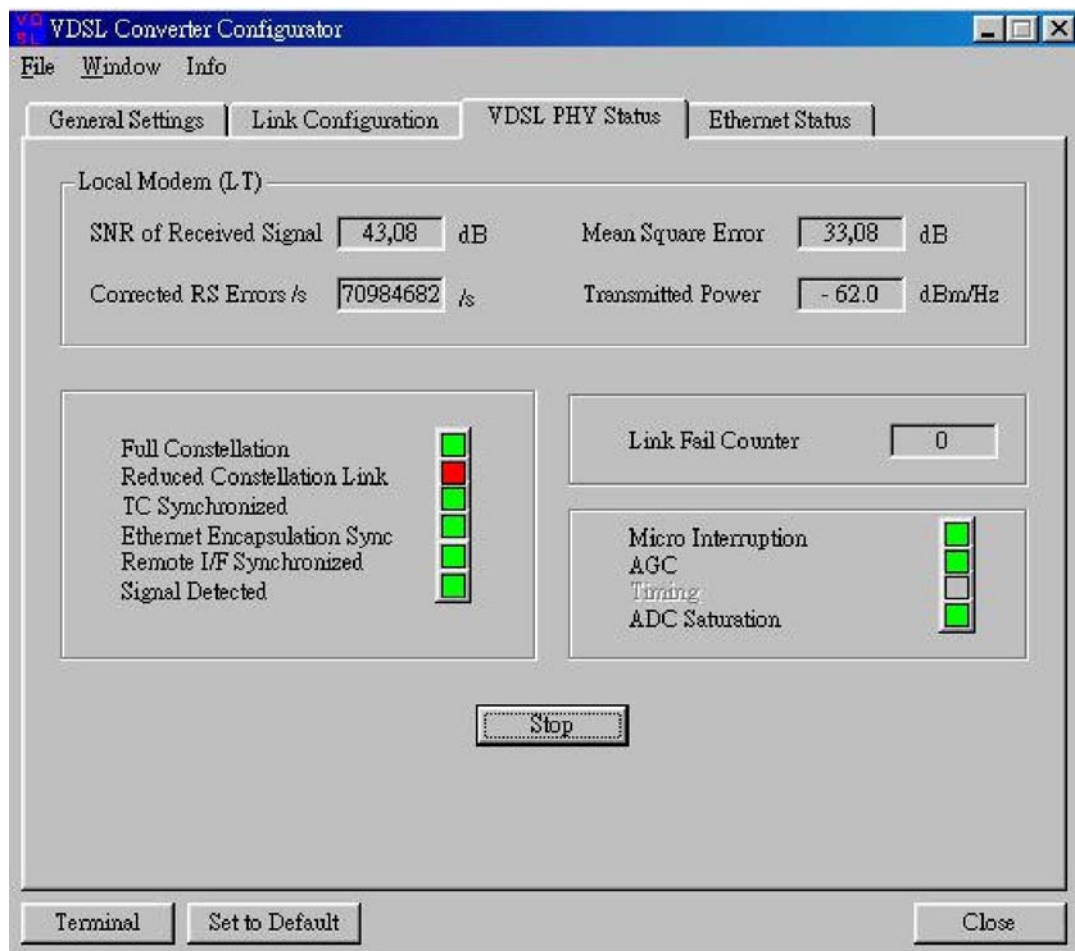 VD
SL
VDSL Converter Configurator
File Window Info
General Settings Link Configuration VDSL PHY Status Ethernet Status
Local Modem (LT)
SNR of Received Signal 43,08 dB Mean Square Error 33,08 dB
Corrected RS Errors /s 70984682 /s Transmitted Power - 62.0 dBm/Hz
Full Constellation
Reduced Constellation Link
TC Synchronized
Ethernet Encapsulation Sync
Remote I/F Synchronized
Signal Detected
Link Fail Counter 0
Micro Interruption
AGC
Timing
ADC Saturation
Stop
Terminal Set to Default Close